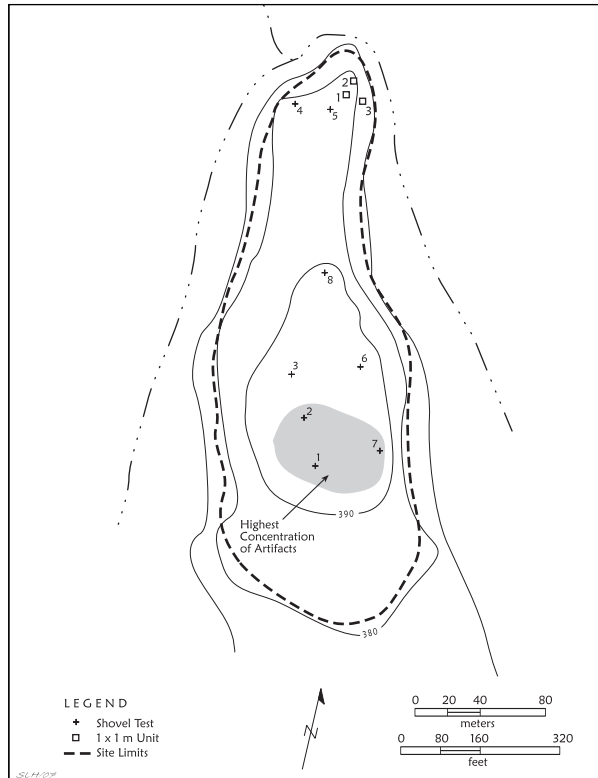 2
1
3
4
5
8
3
6
2
7
1
390
Highest
Concentration
of Artifacts
380
LEGEND
Shovel Test
1 x 1 m Unit
Site Limits
N
0 20 40 80
meters
0 80 160 320
feet
SLH/07